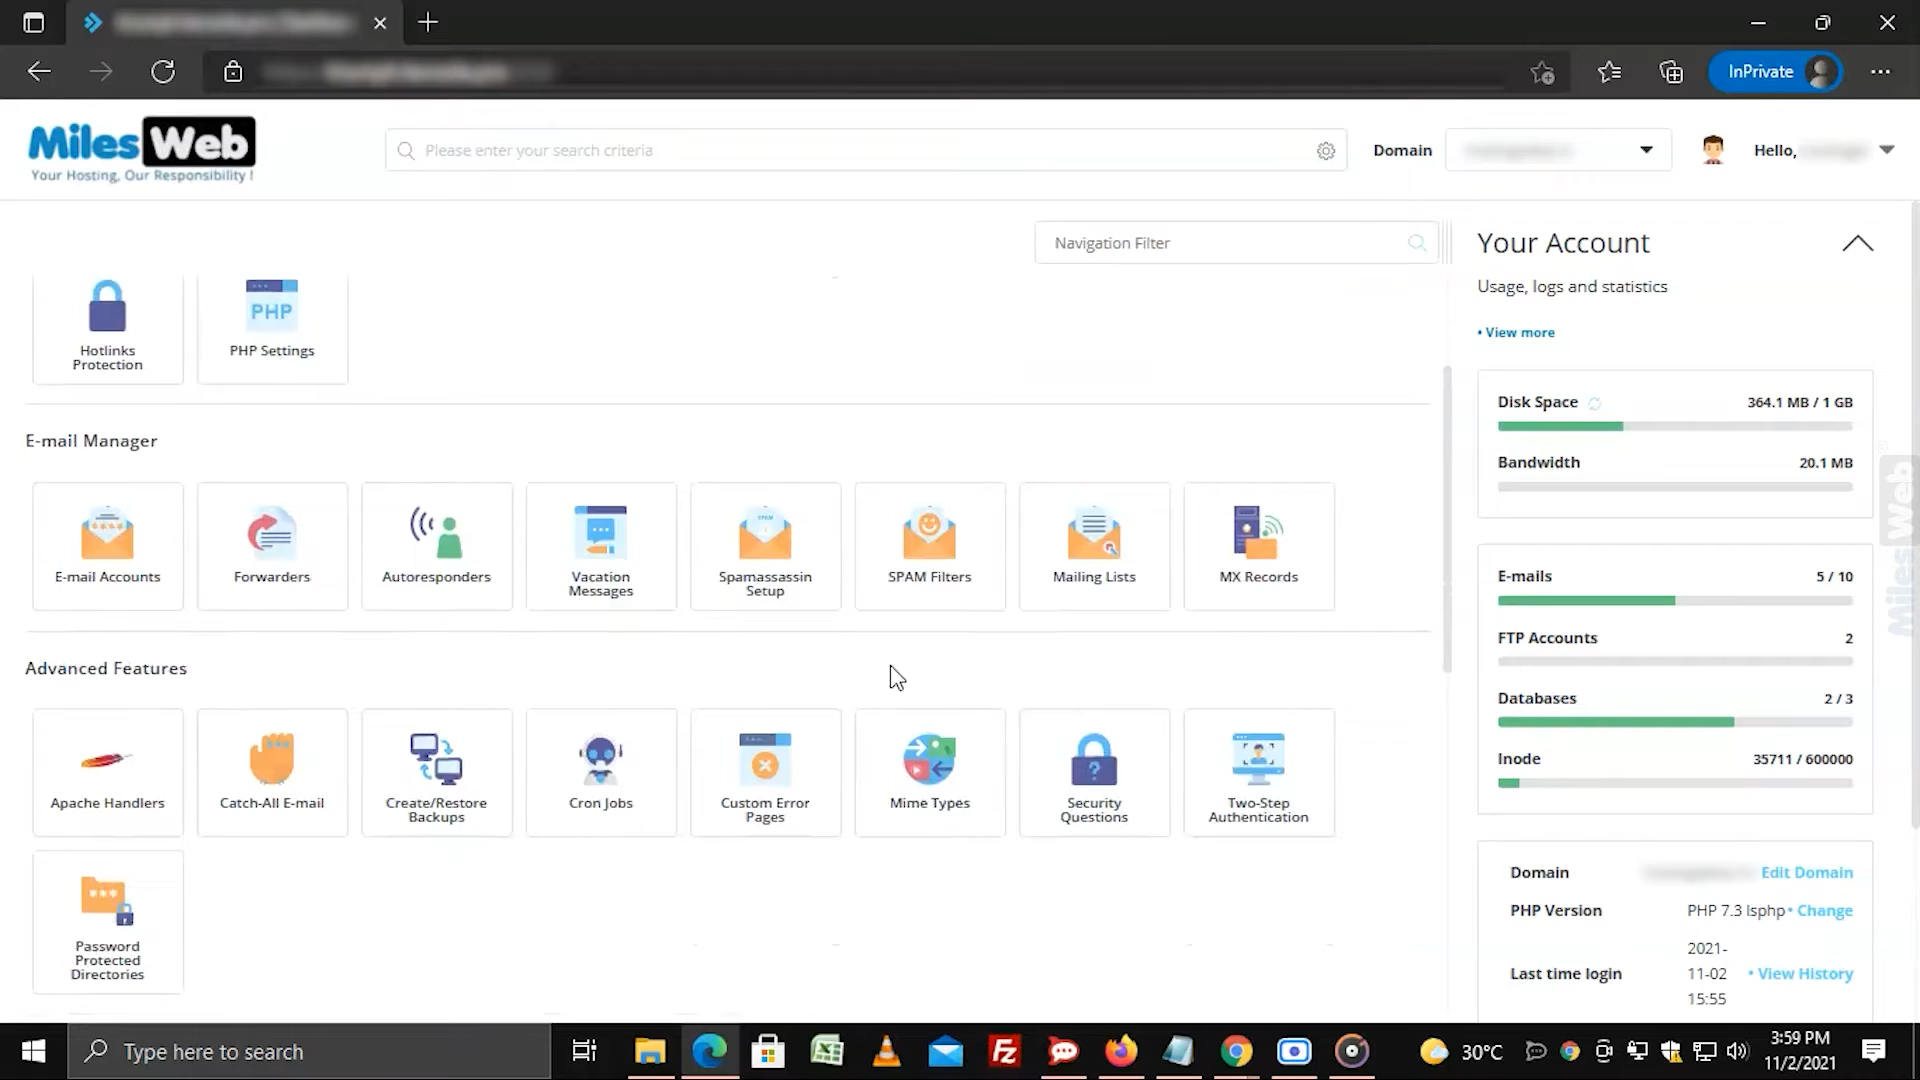 InPrivate
Miles Web
Your Hosting, Our Responsibility !
Please enter your search criteria
Domain
Hello,
Navigation Filter
Your Account
Usage, logs and statistics
• View more
Hotlinks
Protection
PHP
PHP Settings
Disk Space 364.1 MB / 1 GB
Bandwidth 20.1 MB
E-mail Manager
E-mail Accounts
Forwarders
Autoresponders
Vacation
Messages
SPAM
Spamassassin
Setup
SPAM Filters
Mailing Lists
MX Records
E-mails 5 / 10
FTP Accounts 2
Databases 2 / 3
Inode 35711 / 600000
Advanced Features
Apache Handlers
Catch-All E-mail
Create/Restore
Backups
Cron Jobs
Custom Error
Pages
Mime Types
Security
Questions
Two-Step
Authentication
Password
Protected
Directories
Domain Edit Domain
PHP Version PHP 7.3 lsphp • Change
Last time login 2021-
11-02
15:55
• View History
Miles Web
Type here to search
30°C
3:59 PM
11/2/2021